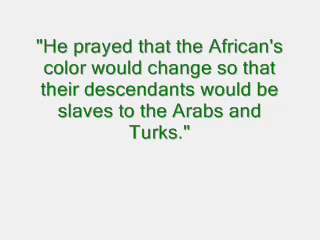 "He prayed that the African's
color would change so that
their descendants would be
slaves to the Arabs and
Turks."